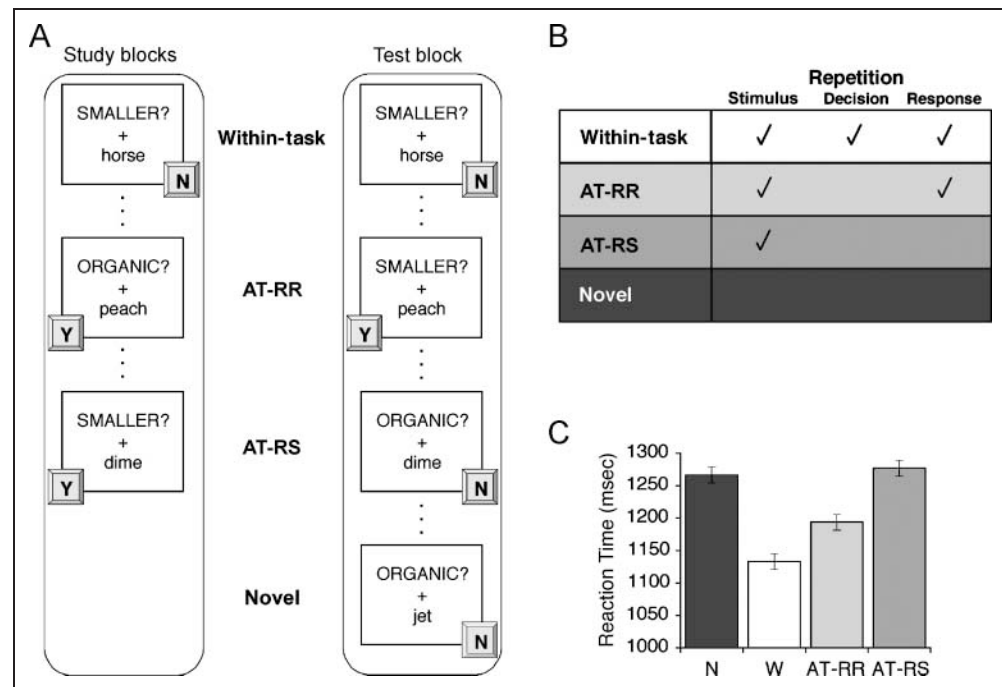 A
Study blocks
Test block
SMALLER?
+
horse
N
Within-task
SMALLER?
+
horse
N
ORGANIC?
+
peach
Y
AT-RR
SMALLER?
+
peach
Y
SMALLER?
+
dime
Y
AT-RS
ORGANIC?
+
dime
N
Novel
ORGANIC?
+
jet
N
B
Repetition
Stimulus Decision Response
Within-task ✓ ✓ ✓
AT-RR ✓ ✓
AT-RS ✓
Novel
C
Reaction Time (msec)
1300
1250
1200
1150
1100
1050
1000
N W AT-RR AT-RS